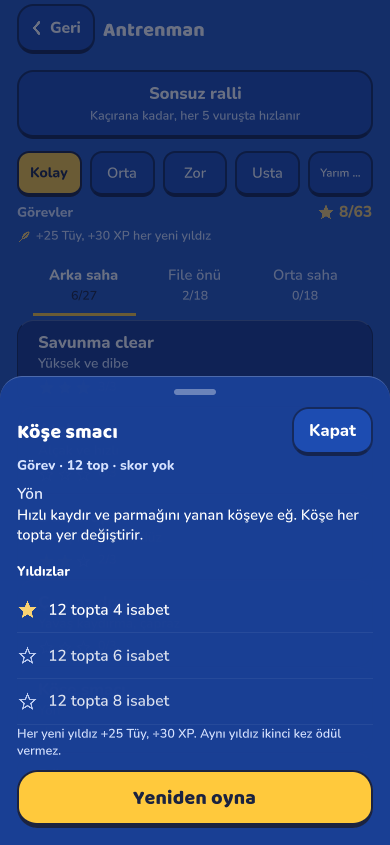 Geri
Antrenman
Sonsuz ralli
Kaçırana kadar, her 5 vuruşta hızlanır
Kolay
Orta
Zor
Usta
Yarım ...
Görevler
8/63
+25 Tüy, +30 XP her yeni yıldız
Arka saha
File önü
Orta saha
6/27
2/18
0/18
Savunma clear
Yüksek ve dibe
Köşe smacı
Kapat
Görev · 12 top · skor yok
Yön
Hızlı kaydır ve parmağını yanan köşeye eğ. Köşe her
topta yer değiştirir.
Yıldızlar
12 topta 4 isabet
12 topta 6 isabet
12 topta 8 isabet
Her yeni yıldız +25 Tüy, +30 XP. Aynı yıldız ikinci kez ödül
vermez.
Yeniden oyna